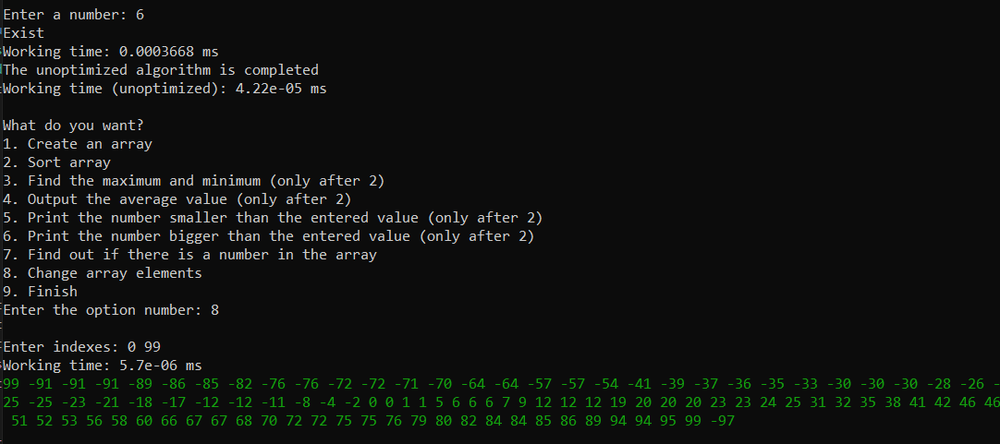 Enter a number: 6
Exist
Working time: 0.0003668 ms
The unoptimized algorithm is completed
Working time (unoptimized): 4.22e-05 ms
What do you want?
1. Create an array
2. Sort array
3. Find the maximum and minimum (only after 2)
4. Output the average value (only after 2)
5. Print the number smaller than the entered value (only after 2)
6. Print the number bigger than the entered value (only after 2)
7. Find out if there is a number in the array
8. Change array elements
9. Finish
Enter the option number: 8
Enter indexes: 0 99
Working time: 5.7e-06 ms
99 -91 -91 -91 -89 -86 -85 -82 -76 -76 -72 -72 -71 -70 -64 -64 -57 -57 -54 -41 -39 -37 -36 -35 -33 -30 -30 -30 -28 -26 -
25 -25 -23 -21 -18 -17 -12 -12 -11 -8 -4 -2 0 0 1 1 5 6 6 6 7 9 12 12 12 19 20 20 20 23 23 24 25 31 32 35 38 41 42 46 46
51 52 53 56 58 60 66 67 67 68 70 72 72 75 75 76 79 80 82 84 84 85 86 89 94 94 95 99 -97